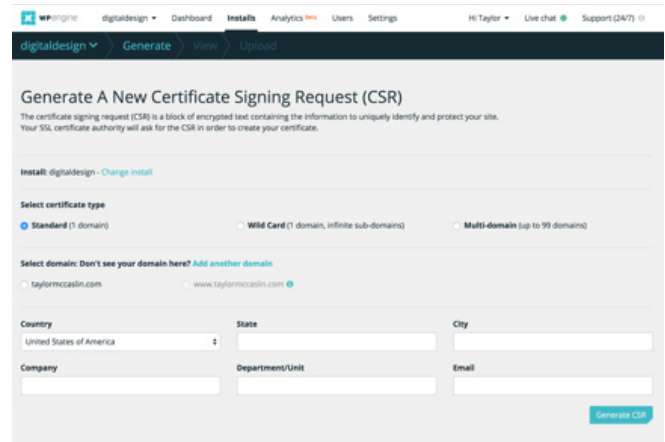 WPengine digitaldesign Dashboard Installs Analytics Beta Users Settings Hi Taylor Live chat Support (24/7)
digitaldesign Generate View Upload
Generate A New Certificate Signing Request (CSR)
The certificate signing request (CSR) is a block of encrypted text containing the information to uniquely identify and protect your site.
Your SSL certificate authority will ask for the CSR in order to create your certificate.
Install: digitaldesign - Change install
Select certificate type
Standard (1 domain) Wild Card (1 domain, infinite sub-domains) Multi-domain (up to 99 domains)
Select domain: Don't see your domain here? Add another domain
taylormccaslin.com www.taylormccaslin.com
Country State City
United States of America
Company Department/Unit Email
Generate CSR